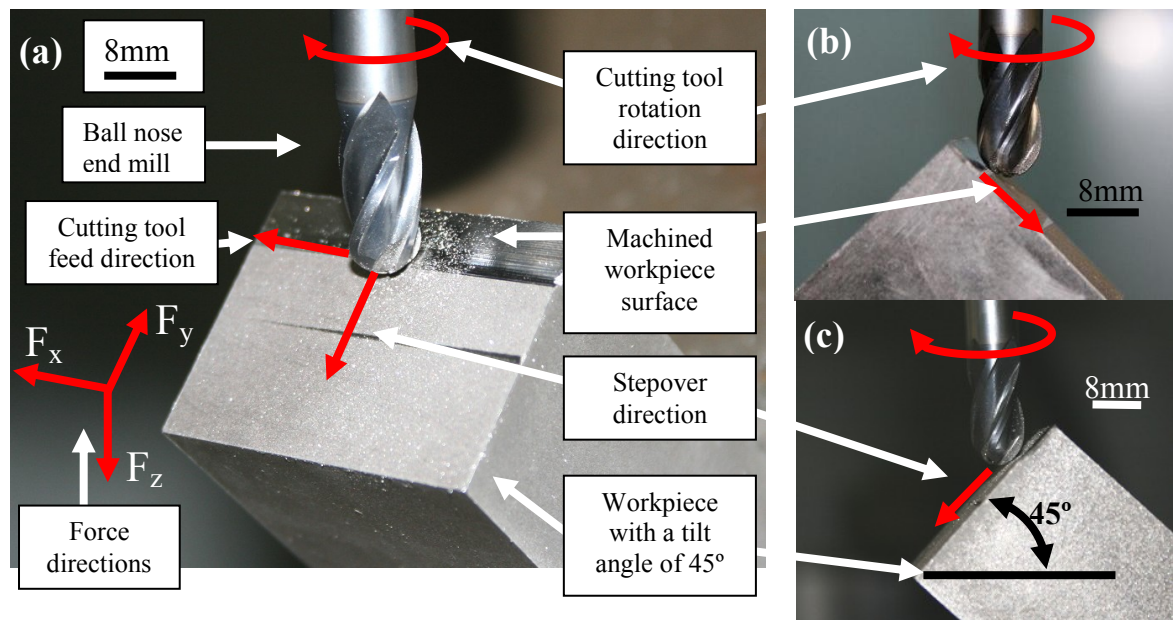 (a)
8mm
Ball nose
end mill
Cutting tool
feed direction
Fx
Fy
Fz
Force
directions
Cutting tool
rotation
direction
Machined
workpiece
surface
Stepover
direction
Workpiece
with a tilt
angle of 45º
(b)
8mm
(c)
8mm
45º